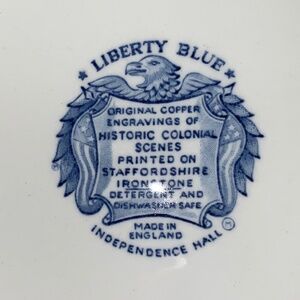 ★ LIBERTY BLUE ★
ORIGINAL COPPER
ENGRAVINGS OF
HISTORIC COLONIAL
SCENES
PRINTED ON
STAFFORDSHIRE
IRONSTONE
DETERGENT AND
DISHWASHER SAFE
MADE IN
ENGLAND
INDEPENDENCE HALL